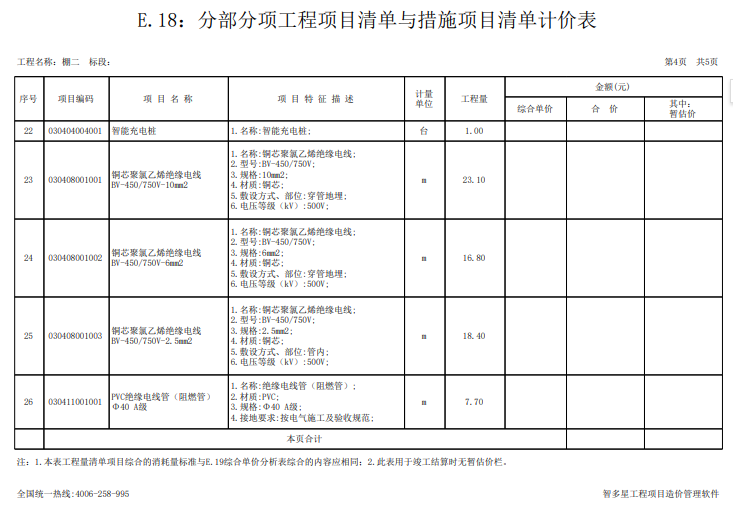 E.18：分部分项工程项目清单与措施项目清单计价表
工程名称：棚二 标段： 第4页 共5页
序号 项目编码 项 目 名 称 项 目 特 征 描 述 计量单位 工程量 金额(元)
综合单价 合 价 其中：暂估价
22 030404004001 智能充电桩 1.名称:智能充电桩; 台 1.00
23 030408001001 铜芯聚氯乙烯绝缘电线 BV-450/750V-10mm2
1.名称:铜芯聚氯乙烯绝缘电线;
2.型号:BV-450/750V;
3.规格:10mm2;
4.材质:铜芯;
5.敷设方式、部位:穿管地埋;
6.电压等级（kV）:500V;
m 23.10
24 030408001002 铜芯聚氯乙烯绝缘电线 BV-450/750V-6mm2
1.名称:铜芯聚氯乙烯绝缘电线;
2.型号:BV-450/750V;
3.规格:6mm2;
4.材质:铜芯;
5.敷设方式、部位:穿管地埋;
6.电压等级（kV）:500V;
m 16.80
25 030408001003 铜芯聚氯乙烯绝缘电线 BV-450/750V-2.5mm2
1.名称:铜芯聚氯乙烯绝缘电线;
2.型号:BV-450/750V;
3.规格:2.5mm2;
4.材质:铜芯;
5.敷设方式、部位:管内;
6.电压等级（kV）:500V;
m 18.40
26 030411001001 PVC绝缘电线管（阻燃管）Φ40 A级
1.名称:绝缘电线管（阻燃管）;
2.材质:PVC;
3.规格:Φ40 A级;
4.接地要求:按电气施工及验收规范;
m 7.70
本页合计
注：1.本表工程量清单项目综合的消耗量标准与E.19综合单价分析表综合的内容应相同；2.此表用于竣工结算时无暂估价栏。
全国统一热线:4006-258-995 智多星工程项目造价管理软件